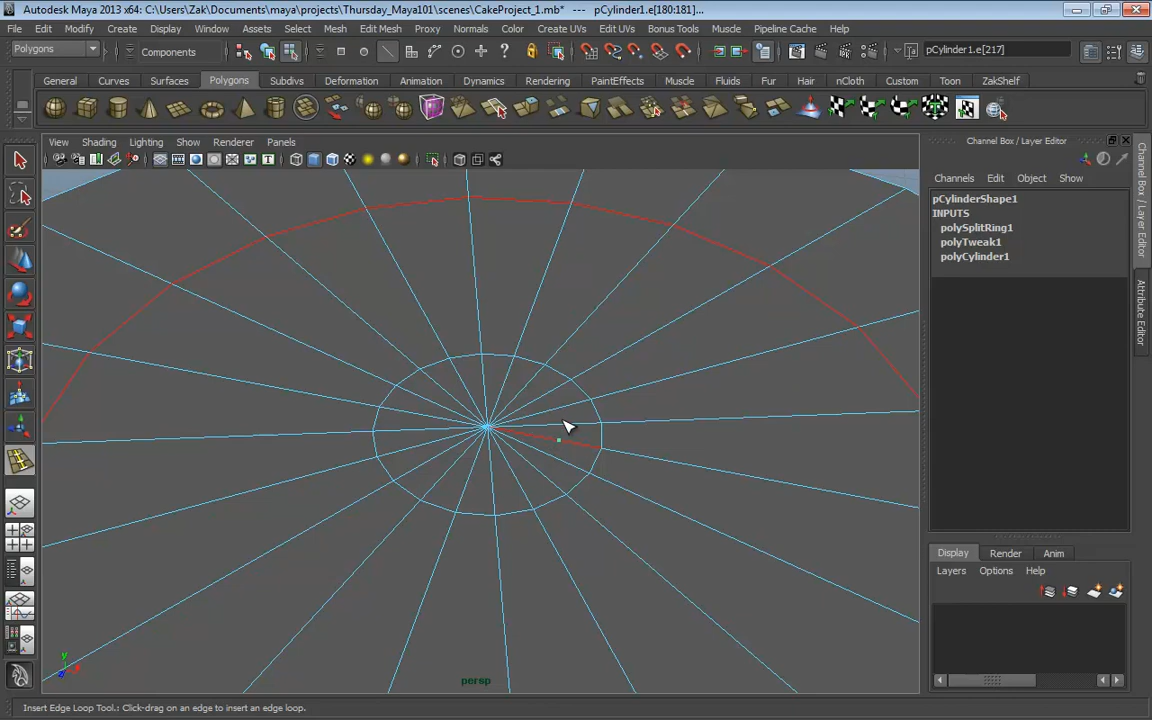 Autodesk Maya 2013 x64: C:\Users\Zak\Documents\maya\projects\Thursday_Maya101\scenes\CakeProject_1.mb* --- pCylinder1.e[180:181]...
File Edit Modify Create Display Window Assets Select Mesh Edit Mesh Proxy Normals Color Create UVs Edit UVs Bonus Tools Muscle Pipeline Cache Help
Polygons Components pCylinder1.e[217]
General Curves Surfaces Polygons Subdivs Deformation Animation Dynamics Rendering PaintEffects Muscle Fluids Fur Hair nCloth Custom Toon ZakShelf
View Shading Lighting Show Renderer Panels
Channel Box / Layer Editor
Channels Edit Object Show
pCylinderShape1
INPUTS
polySplitRing1
polyTweak1
polyCylinder1
Channel Box / Layer Editor
Attribute Editor
Display Render Anim
Layers Options Help
y
z
x
persp
Insert Edge Loop Tool.: Click-drag on an edge to insert an edge loop.